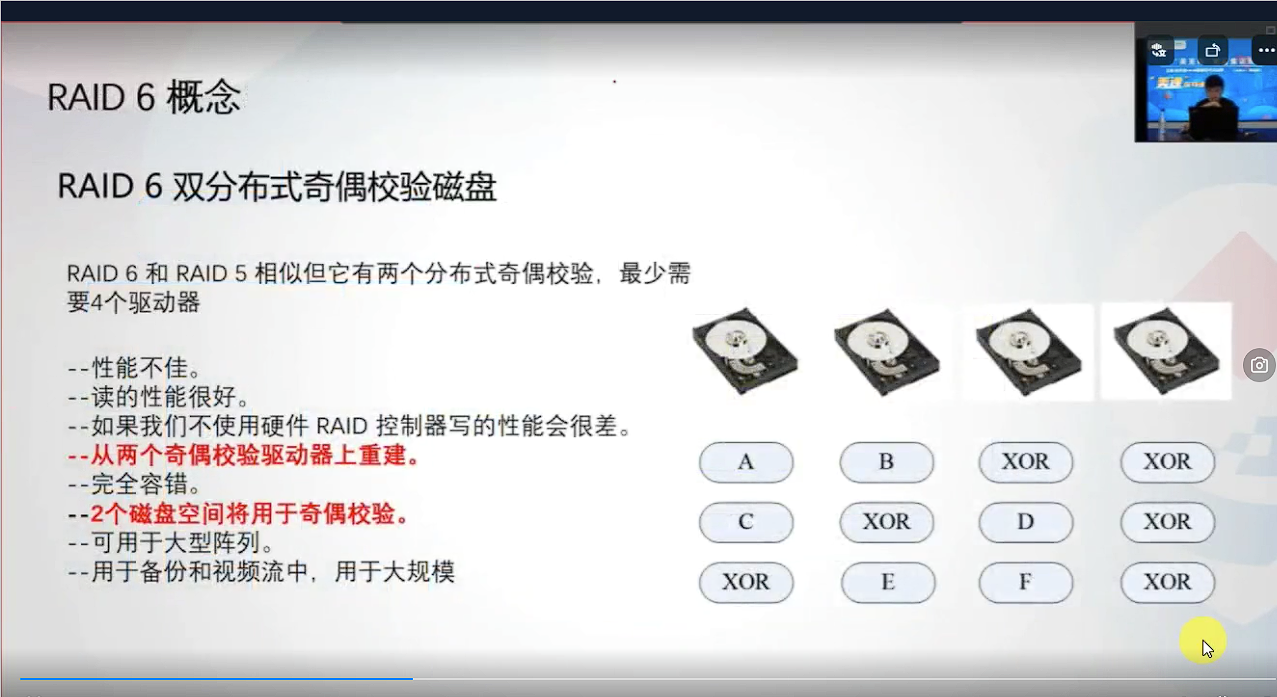 RAID 6 概念
RAID 6 双分布式奇偶校验磁盘
RAID 6 和 RAID 5 相似但它有两个分布式奇偶校验，最少需
要4个驱动器
--性能不佳。
--读的性能很好。
--如果我们不使用硬件 RAID 控制器写的性能会很差。
--从两个奇偶校验驱动器上重建。
--完全容错。
--2个磁盘空间将用于奇偶校验。
--可用于大型阵列。
--用于备份和视频流中，用于大规模
A B XOR XOR
C XOR D XOR
XOR E F XOR